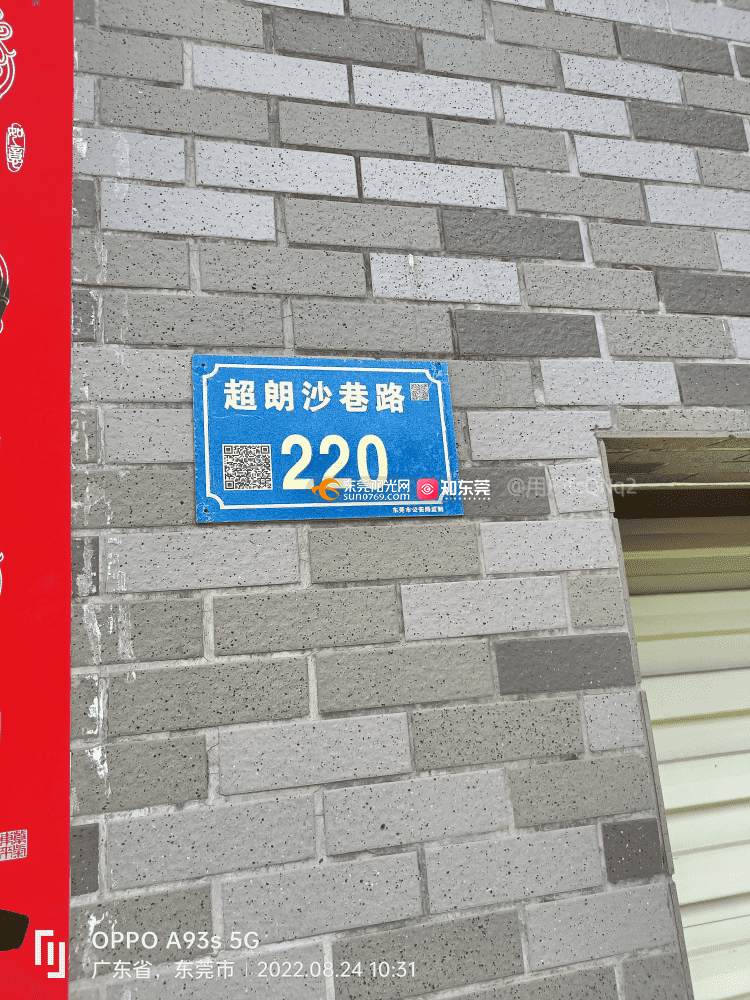 如意
超朗沙巷路
220
东莞阳光网
sun0769.com
知东莞
东莞市公安局监制
OPPO A93s 5G
广东省，东莞市 | 2022.08.24 10:31